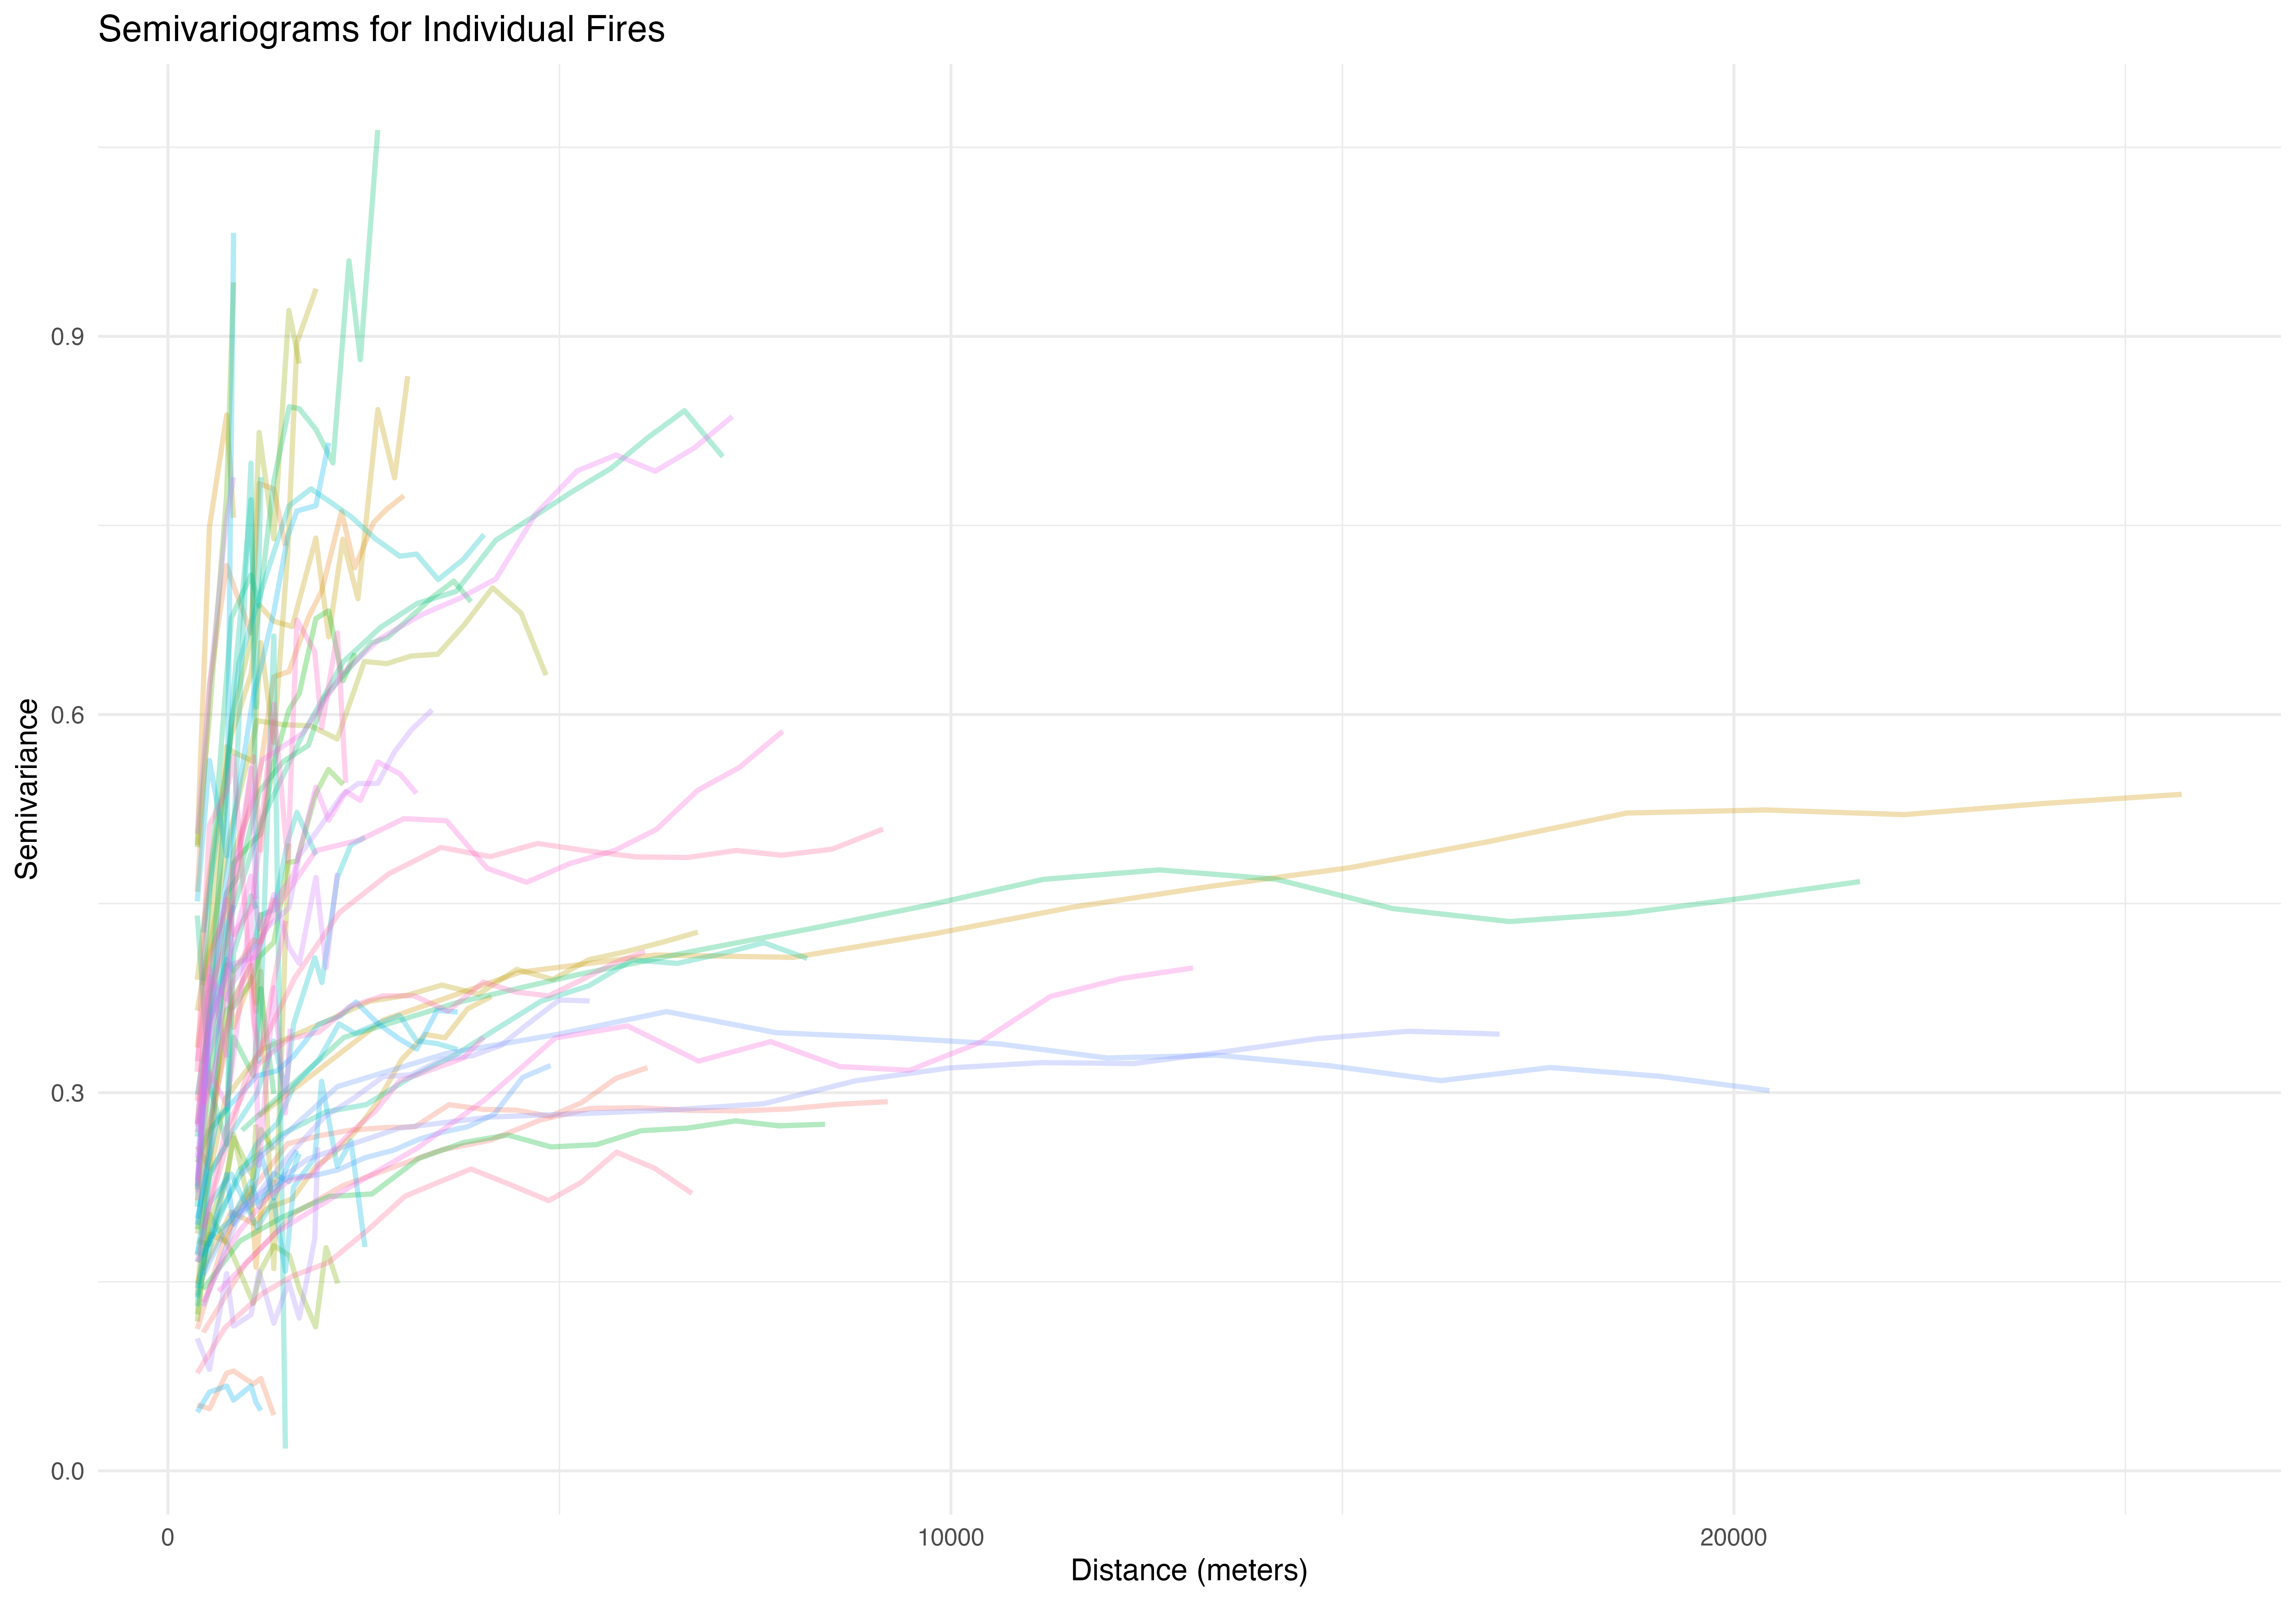 Semivariograms for Individual Fires
0.9
0.6
0.3
0.0
Semivariance
0
10000
20000
Distance (meters)